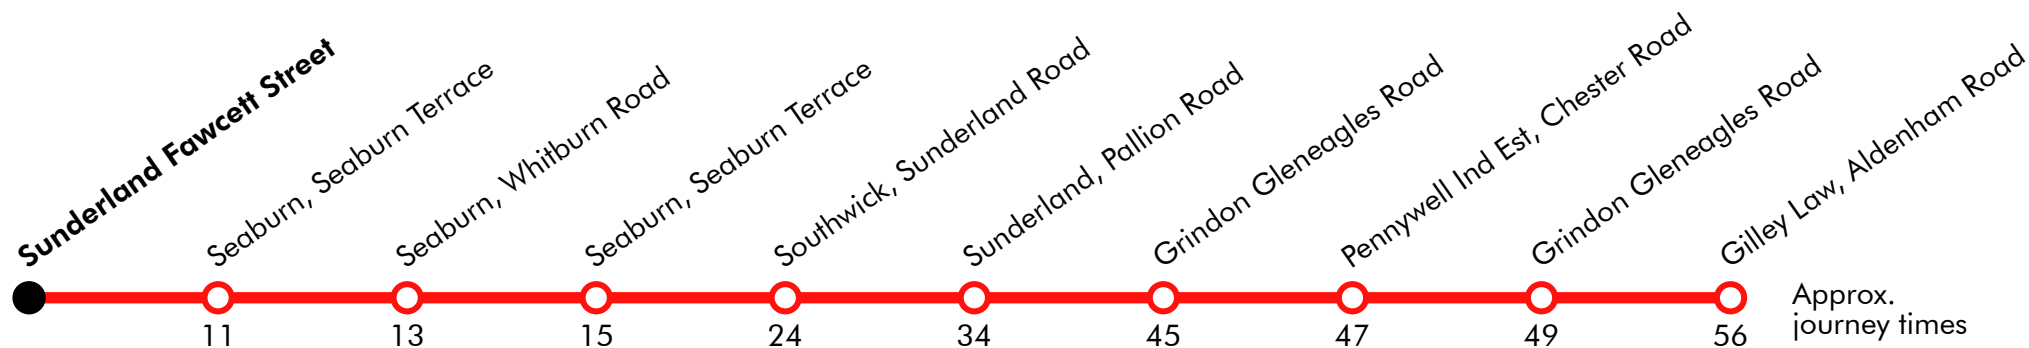 Sunderland Fawcett Street
Seaburn, Seaburn Terrace
Seaburn, Whitburn Road
Seaburn, Seaburn Terrace
Southwick, Sunderland Road
Sunderland, Pallion Road
Grindon Gleneagles Road
Pennywell Ind Est, Chester Road
Grindon Gleneagles Road
Gilley Law, Aldenham Road
11 13 15 24 34 45 47 49 56
Approx.
journey times